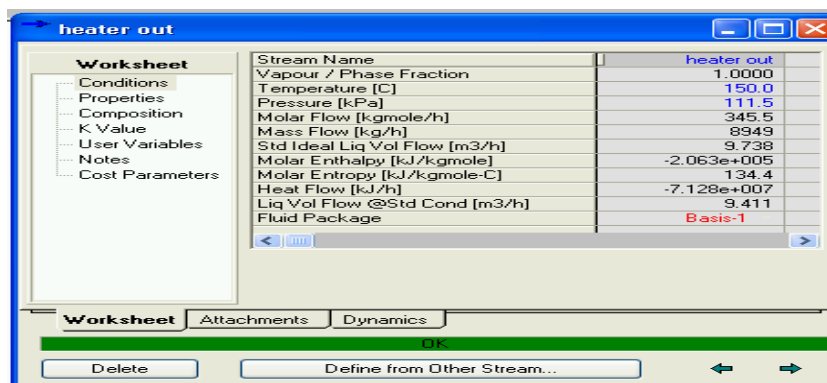 heater out
Worksheet
Conditions
Properties
Composition
K Value
User Variables
Notes
Cost Parameters
Stream Name heater out
Vapour / Phase Fraction 1.0000
Temperature [C] 150.0
Pressure [kPa] 111.5
Molar Flow [kgmole/h] 345.5
Mass Flow [kg/h] 8949
Std Ideal Liq Vol Flow [m3/h] 9.738
Molar Enthalpy [kJ/kgmole] -2.063e+005
Molar Entropy [kJ/kgmole-C] 134.4
Heat Flow [kJ/h] -7.128e+007
Liq Vol Flow @Std Cond [m3/h] 9.411
Fluid Package Basis-1
Worksheet Attachments Dynamics
OK
Delete Define from Other Stream...